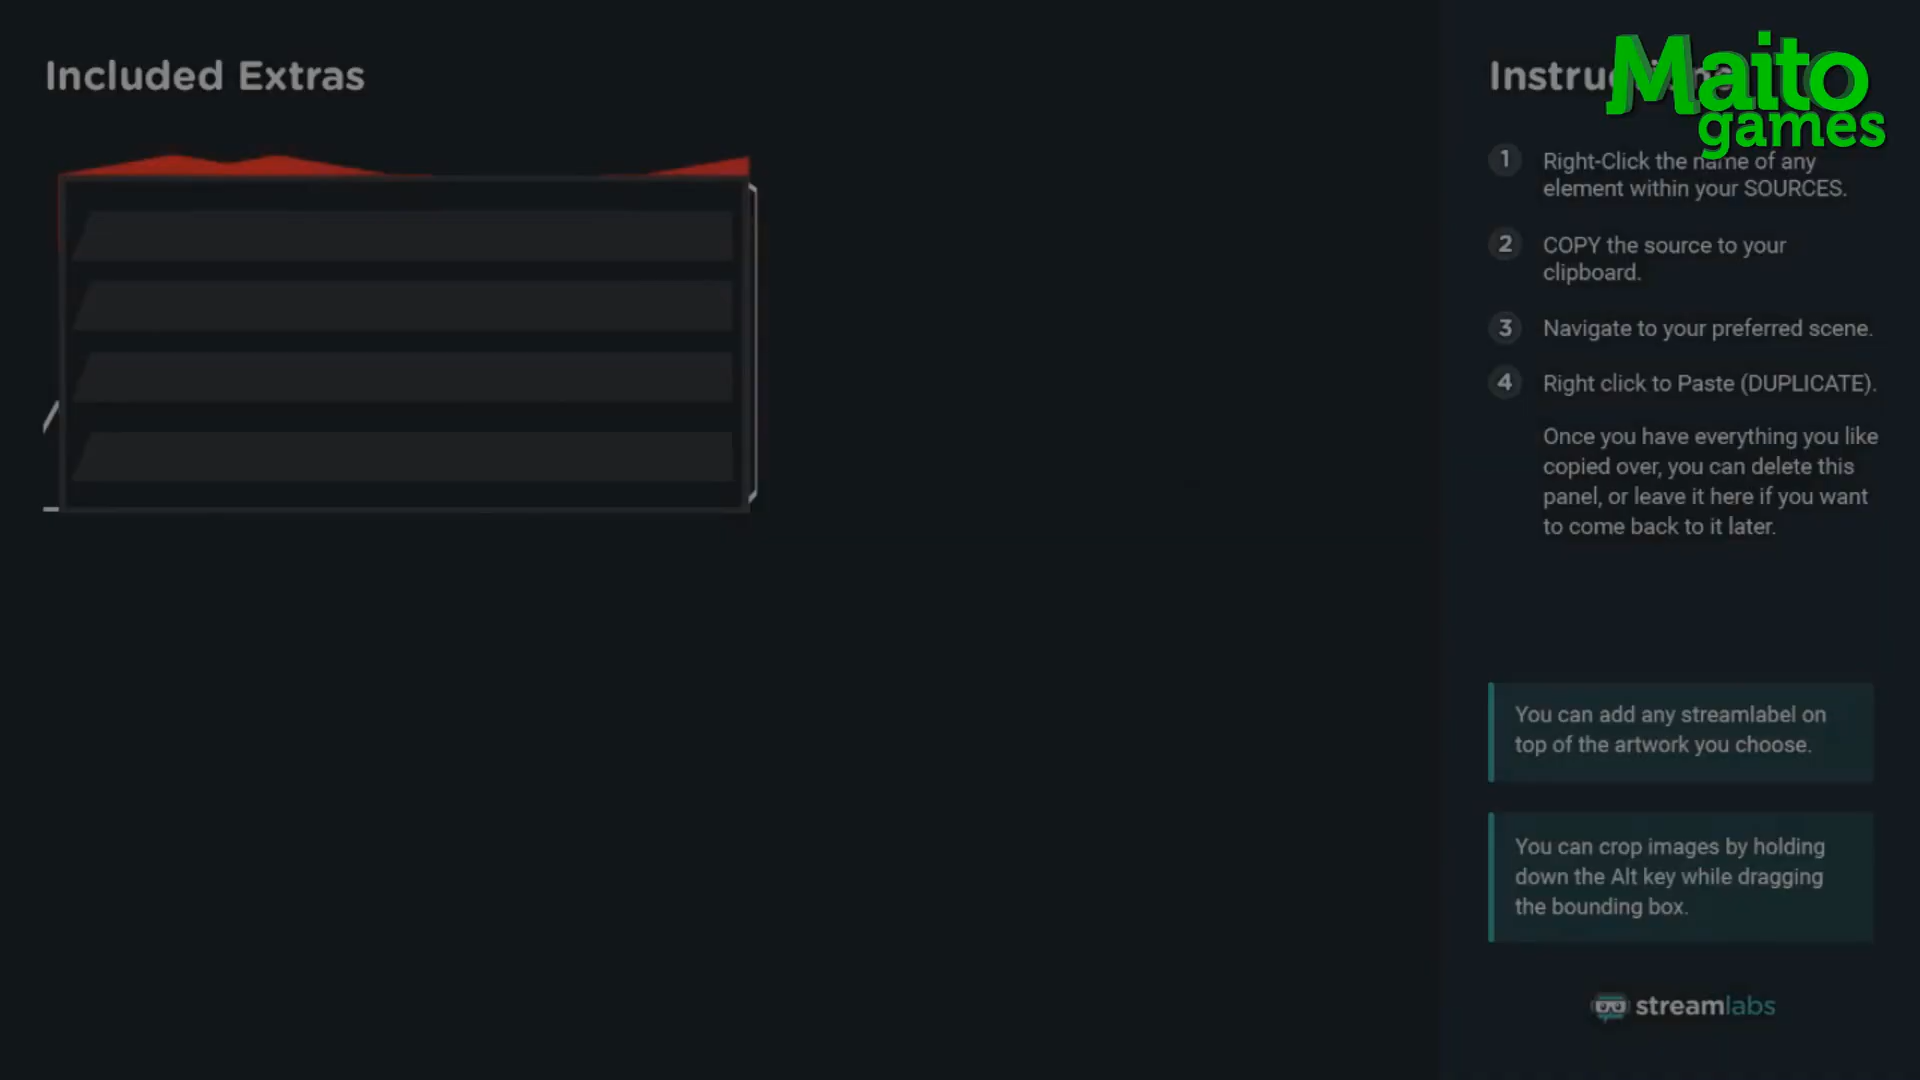 Included Extras
Maito
games
1
Right-Click the name of any
element within your SOURCES.
2
COPY the source to your
clipboard.
3
Navigate to your preferred scene.
4
Right click to Paste (DUPLICATE).
Once you have everything you like
copied over, you can delete this
panel, or leave it here if you want
to come back to it later.
You can add any streamlabel on
top of the artwork you choose.
You can crop images by holding
down the Alt key while dragging
the bounding box.
streamlabs